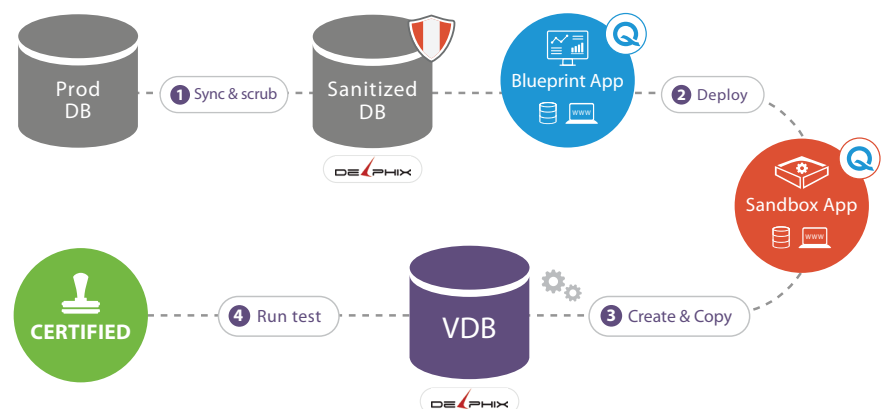 Prod
DB
1 Sync & scrub
Sanitized
DB
DELPHIX
Blueprint App
www
2 Deploy
Sandbox App
www
3 Create & Copy
VDB
DELPHIX
4 Run test
CERTIFIED